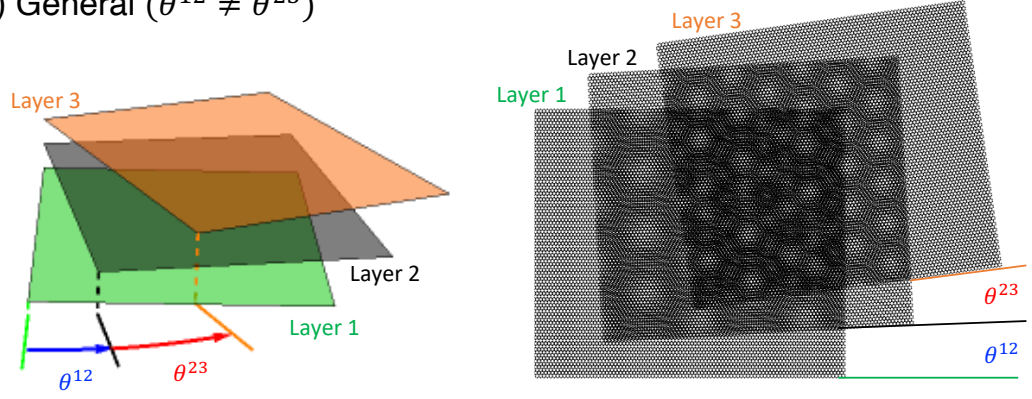 ) General (θ¹² ≠ θ²³)
Layer 3
Layer 2
Layer 1
θ¹²
θ²³
Layer 3
Layer 2
Layer 1
θ²³
θ¹²